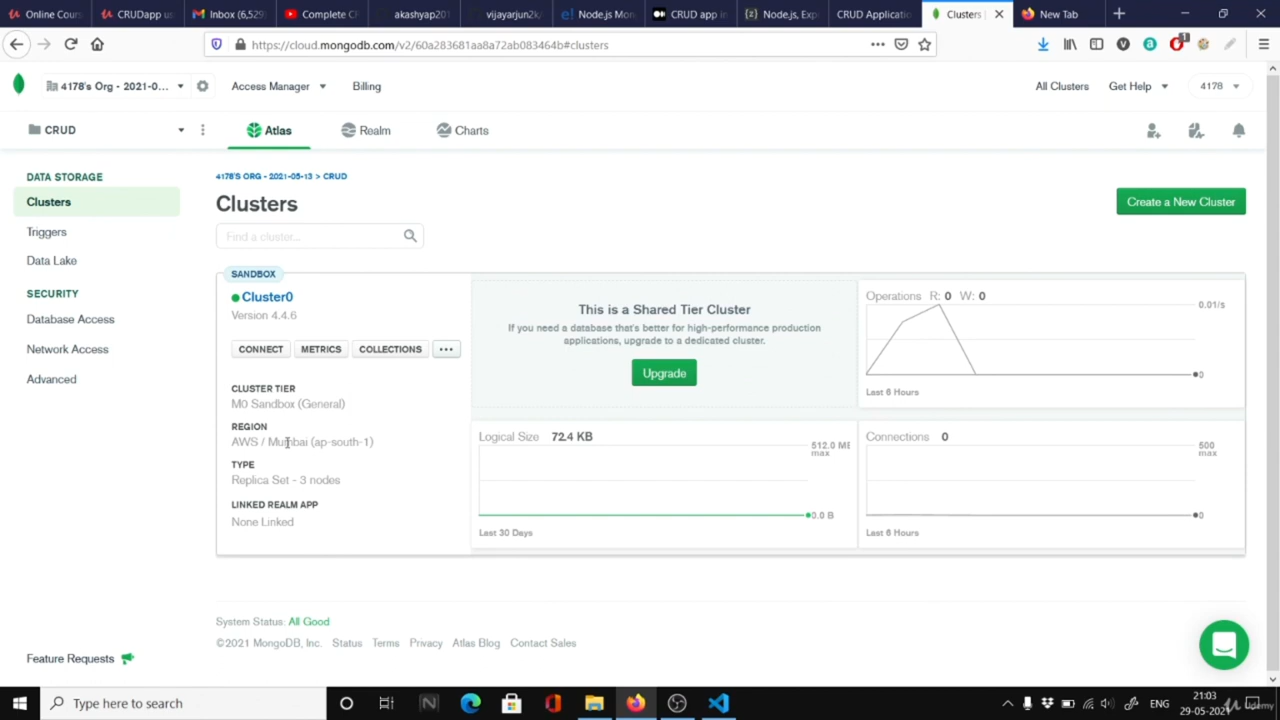 Online Cours
CRUDapp us
Inbox (6,529
Complete C
akashyap201
vijayarjun2ka
Node.js Mon
CRUD app in
Node.js, Exp
CRUD Applicatio
Clusters |
New Tab
https://cloud.mongodb.com/v2/60a283681aa8a72ab083464b#clusters
4178's Org - 2021-0...
Access Manager
Billing
All Clusters
Get Help
4178
CRUD
Atlas
Realm
Charts
DATA STORAGE
Clusters
Triggers
Data Lake
SECURITY
Database Access
Network Access
Advanced
Feature Requests
4178'S ORG - 2021-05-13 > CRUD
Clusters
Create a New Cluster
Find a cluster...
SANDBOX
Cluster0
Version 4.4.6
CONNECT
METRICS
COLLECTIONS
CLUSTER TIER
M0 Sandbox (General)
REGION
AWS / Mumbai (ap-south-1)
TYPE
Replica Set - 3 nodes
LINKED REALM APP
None Linked
This is a Shared Tier Cluster
If you need a database that's better for high-performance production
applications, upgrade to a dedicated cluster.
Upgrade
Operations R: 0 W: 0
0.01/s
0
Last 6 Hours
Logical Size 72.4 KB
512.0 MB
max
0.0 B
Last 30 Days
Connections 0
500
max
0
Last 6 Hours
System Status: All Good
©2021 MongoDB, Inc. Status Terms Privacy Atlas Blog Contact Sales
Type here to search
ENG
21:03
29-05-2021
Udemy